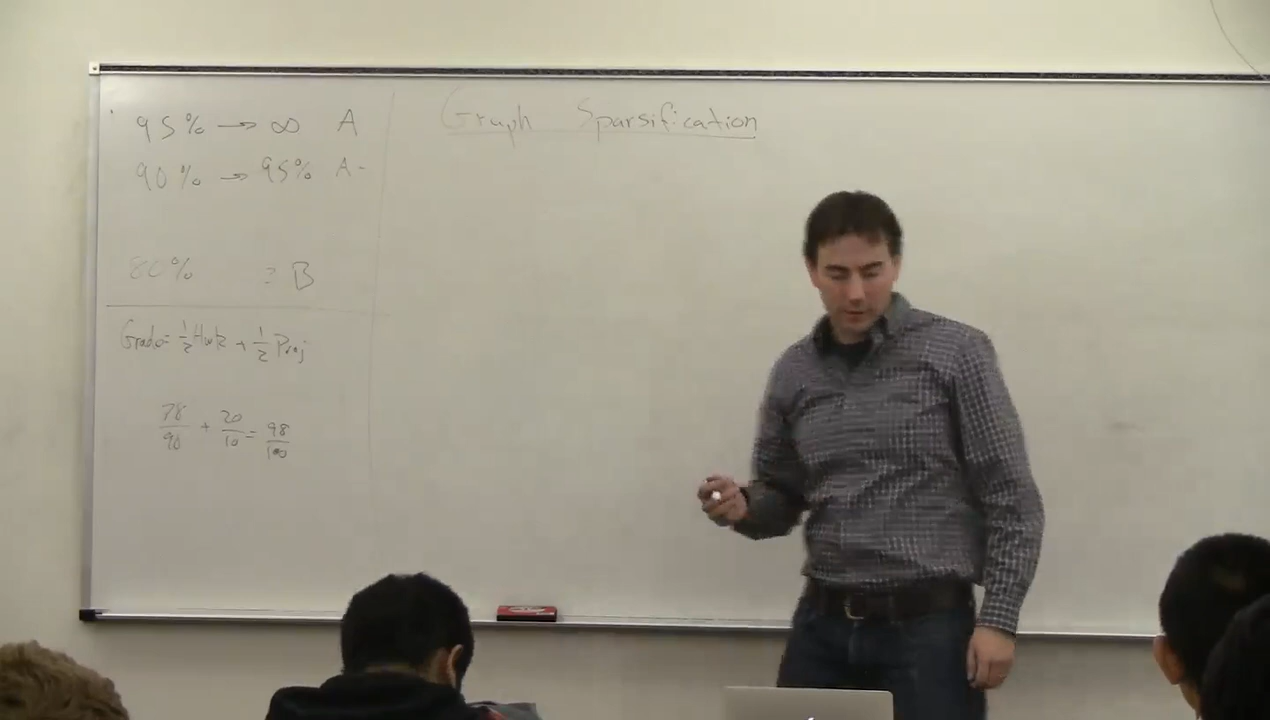 95% → ∞ A
90% → 95% A-
80% = B
Grade = 1/2 Hwk + 1/2 Proj
78/90 + 20/10 = 98/100
Graph Sparsification